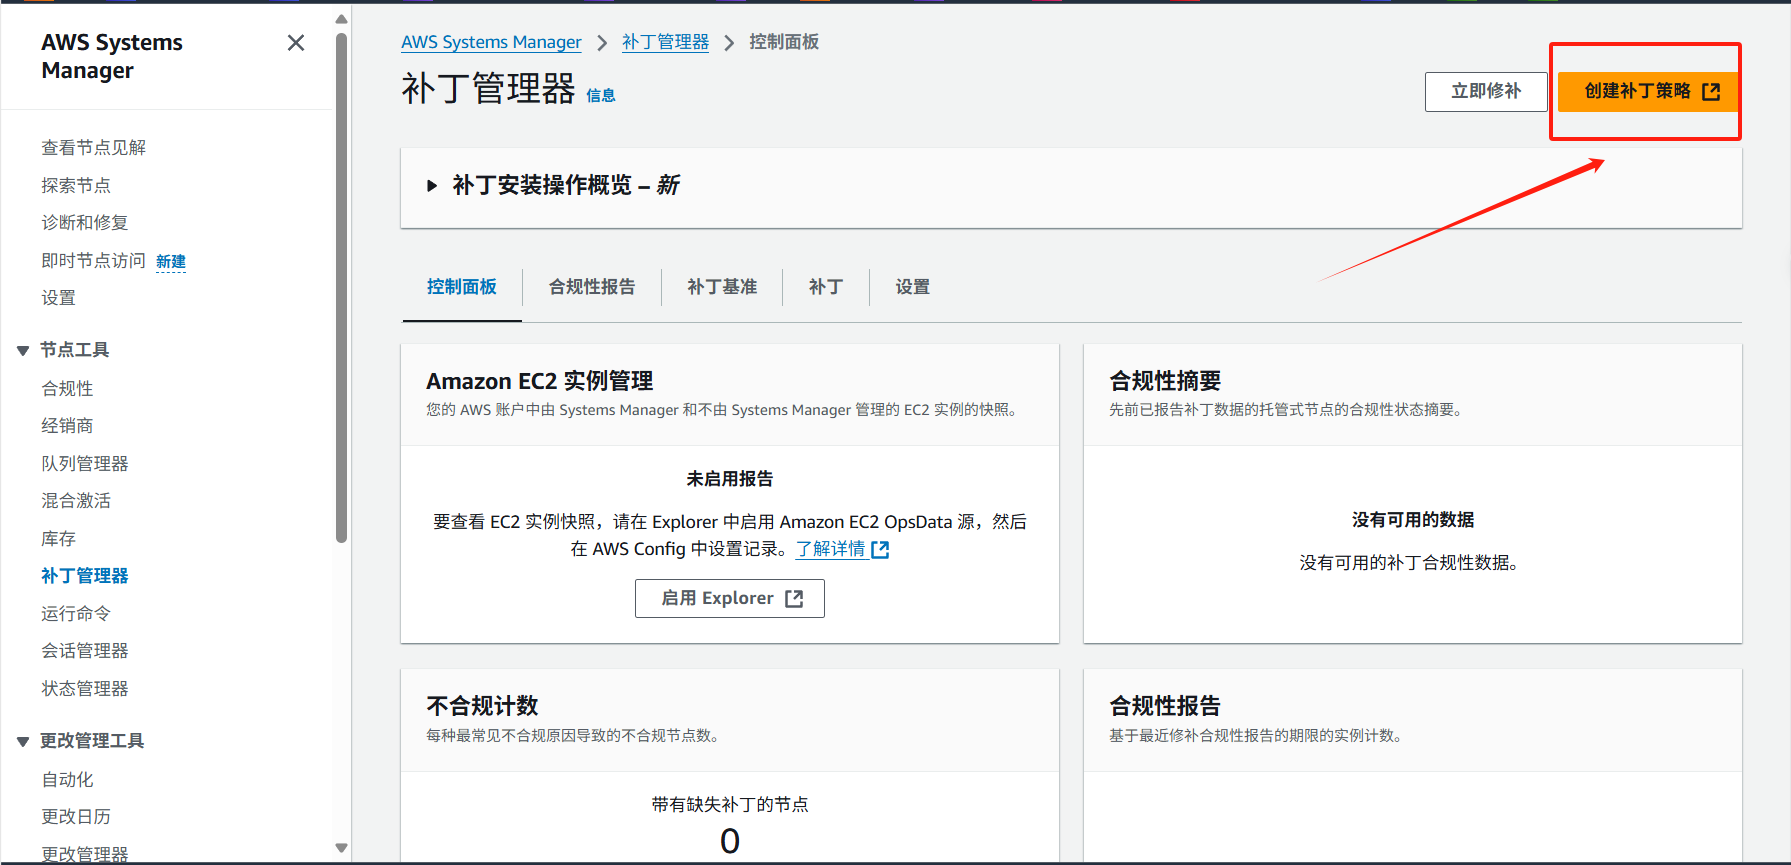 AWS Systems
Manager
查看节点见解
探索节点
诊断和修复
即时节点访问 新建
设置
节点工具
合规性
经销商
队列管理器
混合激活
库存
补丁管理器
运行命令
会话管理器
状态管理器
更改管理工具
自动化
更改日历
更改管理器
AWS Systems Manager > 补丁管理器 > 控制面板
补丁管理器 信息
立即修补
创建补丁策略
补丁安装操作概览 – 新
控制面板 合规性报告 补丁基准 补丁 设置
Amazon EC2 实例管理
您的 AWS 账户中由 Systems Manager 和不由 Systems Manager 管理的 EC2 实例的快照。
未启用报告
要查看 EC2 实例快照，请在 Explorer 中启用 Amazon EC2 OpsData 源，然后
在 AWS Config 中设置记录。了解详情
启用 Explorer
合规性摘要
先前已报告补丁数据的托管式节点的合规性状态摘要。
没有可用的数据
没有可用的补丁合规性数据。
不合规计数
每种最常见不合规原因导致的不合规节点数。
带有缺失补丁的节点
0
合规性报告
基于最近修补合规性报告的期限的实例计数。